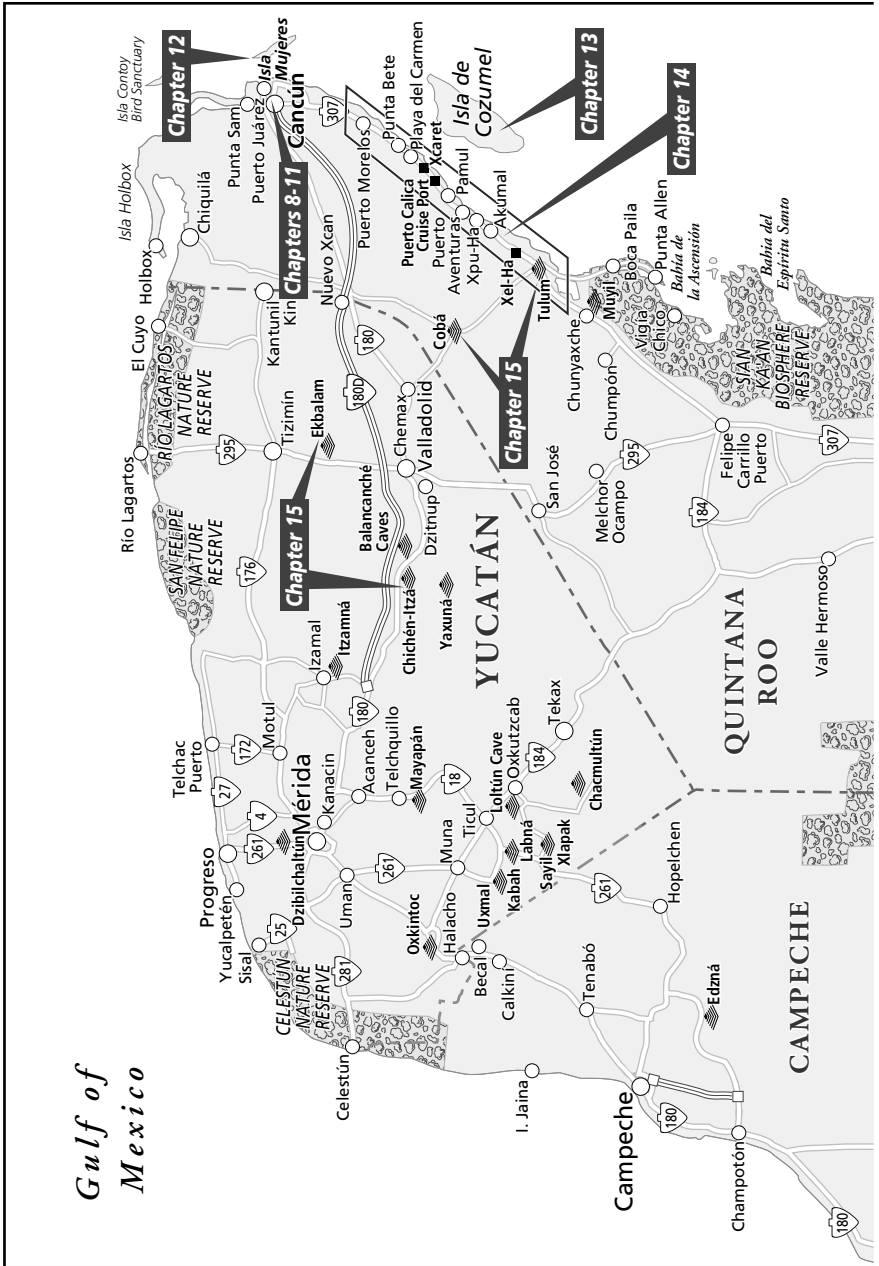 Gulf of
Mexico
Isla Contoy
Bird Sanctuary
Chapter 12
Isla
Mujeres
Punta Sam
Puerto Juárez
Cancún
Chapters 8-11
Isla Holbox
Holbox
Chiquilá
El Cuyo
RÍO LAGARTOS
NATURE
RESERVE
Río Lagartos
SAN FELIPE
NATURE
RESERVE
Kantunil
Kin
Nuevo Xcan
295
Tizimín
176
Ekbalam
Chapter 15
180
180D
307
Puerto Morelos
Punta Bete
Playa del Carmen
Puerto Calica
Cruise Port
Xcaret
Isla de
Cozumel
Chapter 13
Puerto
Aventuras
Pamul
Xpu-Ha
Akumal
Chapter 14
Xel-Ha
Tulum
Cobá
Chapter 15
Chemax
Valladolid
Balancanché
Caves
Dzitnup
Chichén-Itzá
Yaxuná
YUCATÁN
Telchac
Puerto
27
172
Motul
Izamal
Itzamná
180
Progreso
Yucalpetén
Sisal
25
261
4
Dzibilchaltún
Mérida
Kanacin
Acanceh
Telchquillo
Mayapán
18
CELESTÚN
NATURE
RESERVE
281
Celestún
Uman
261
Muna
Ticul
Loltún Cave
Oxkutzcab
184
Tekax
Oxkintoc
Halacho
Uxmal
Kabah
Labná
Sayil
Xlapak
Chacmultún
Becal
Calkini
261
Hopelchen
Tenabó
I. Jaina
Edzná
Campeche
180
Champotón
180
CAMPECHE
QUINTANA
ROO
Valle Hermoso
San José
Melchor
Ocampo
295
184
Felipe
Carrillo
Puerto
307
Chunyaxche
Chumpón
Muyil
Boca Paila
Punta Allen
Vigía
Chico
Bahia de
la Ascensión
Bahia del
Espíritu Santo
SIAN
KA'AN
BIOSPHERE
RESERVE